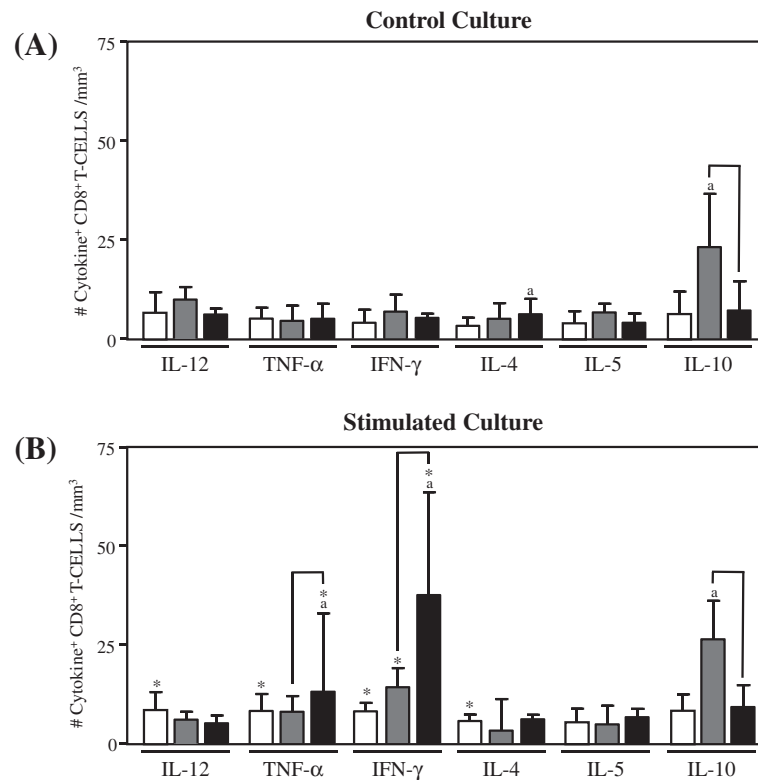 Control Culture
(A)
# Cytokine⁺ CD8⁺T-CELLS /mm³
75
50
25
0
a
a
IL-12 TNF-α IFN-γ IL-4 IL-5 IL-10
Stimulated Culture
(B)
# Cytokine⁺ CD8⁺T-CELLS /mm³
75
50
25
0
*
*
*
a
*
*
*
a
*
a
IL-12 TNF-α IFN-γ IL-4 IL-5 IL-10